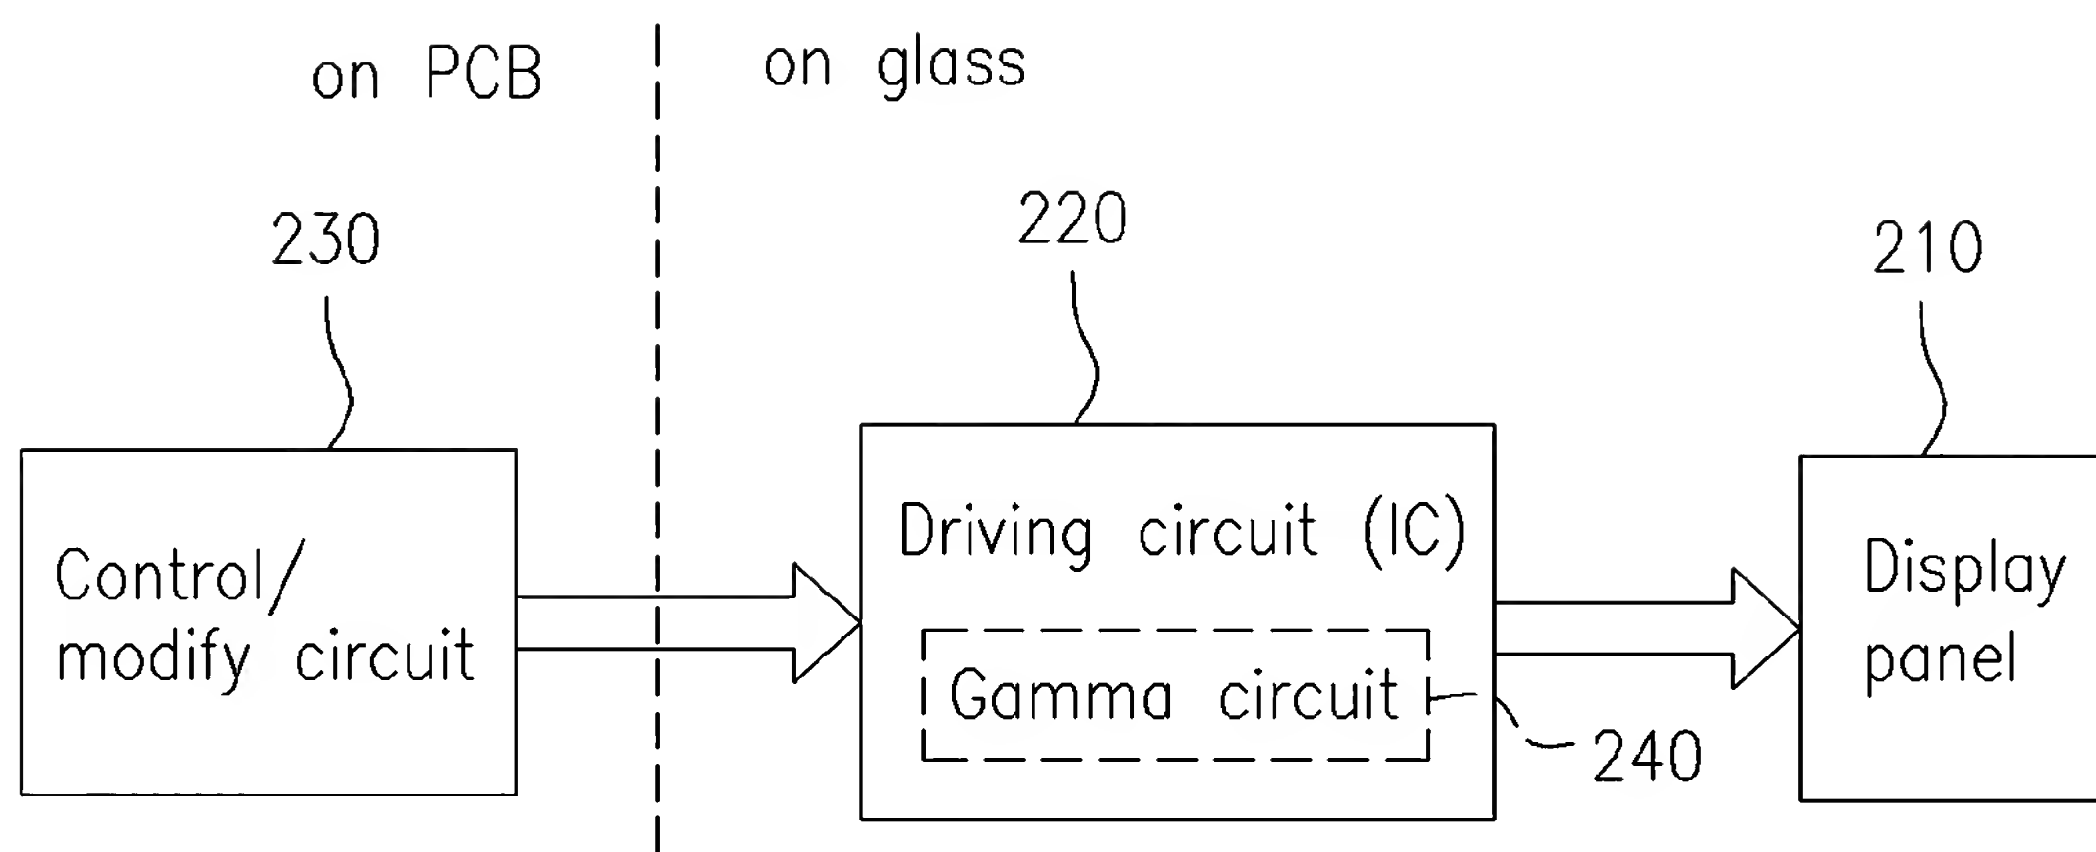 on PCB
on glass
230
220
210
Control/
modify circuit
Driving circuit (IC)
Gamma circuit
240
Display
panel